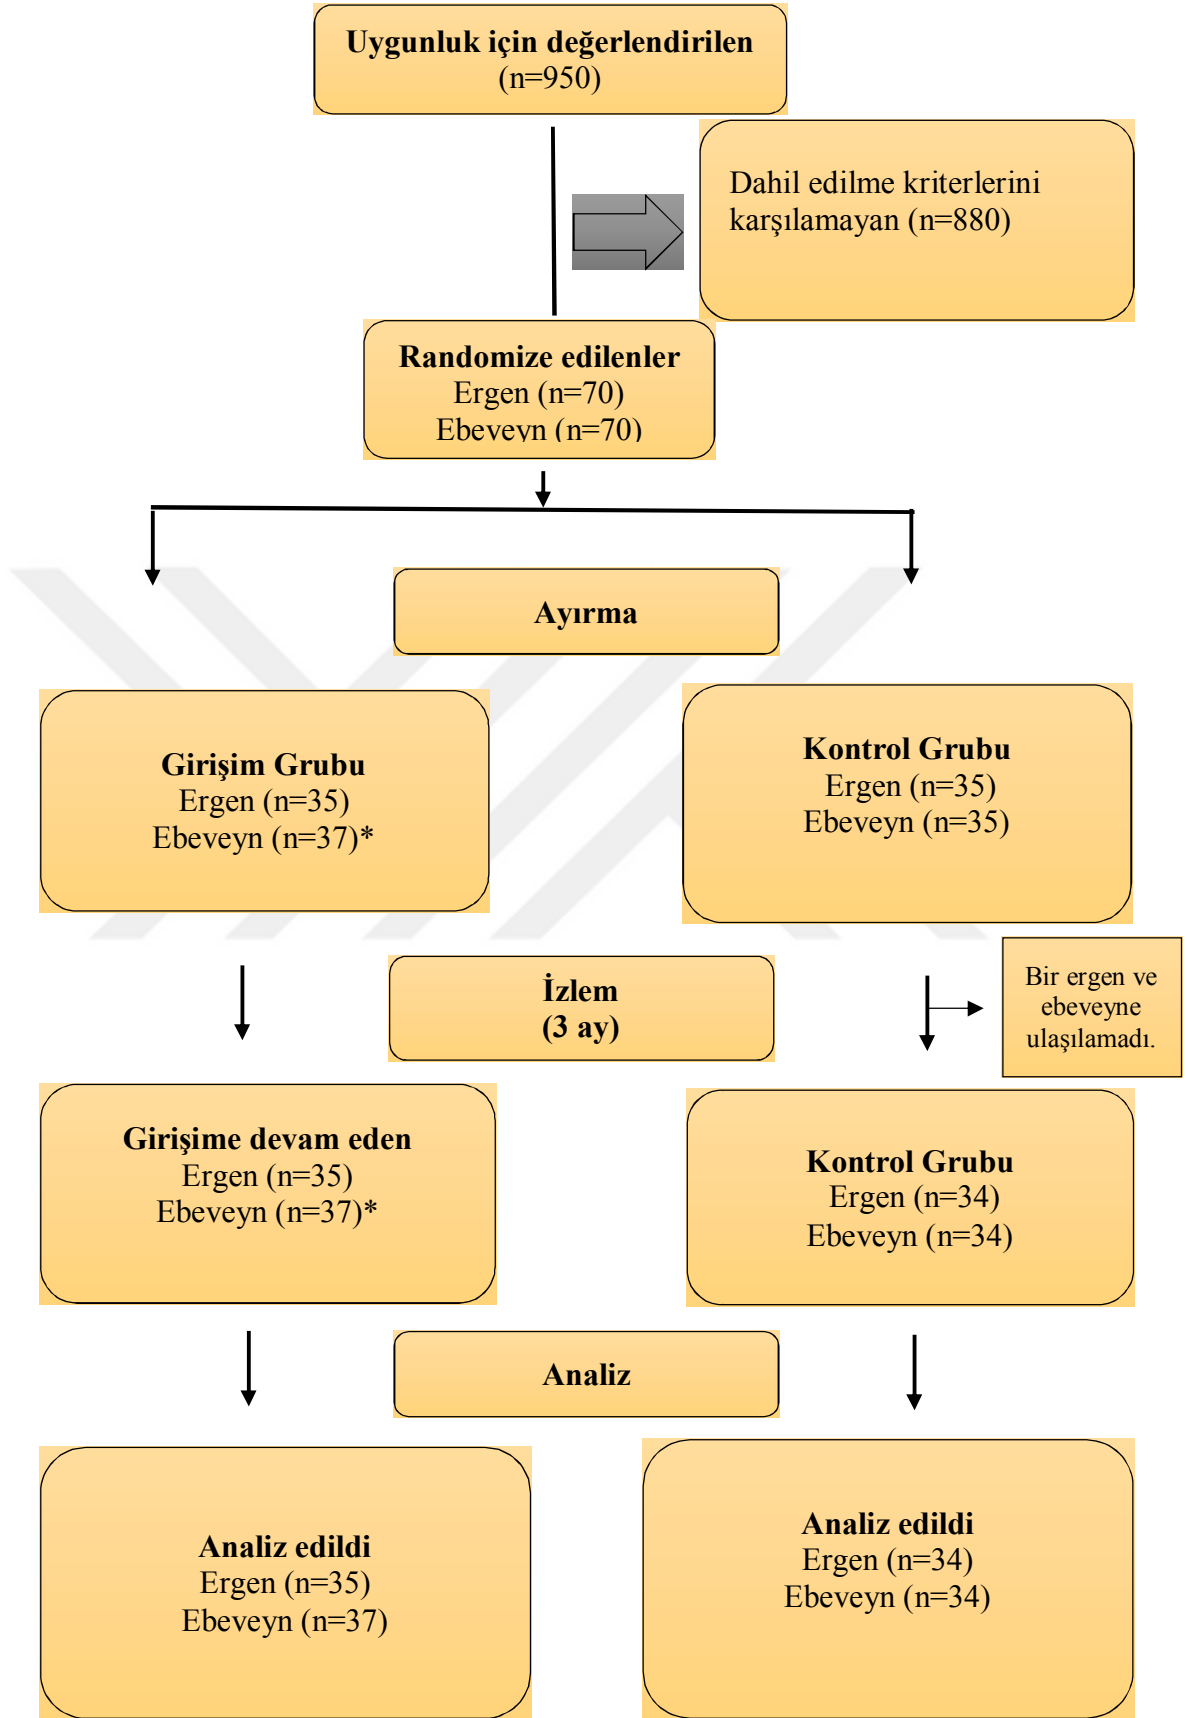 Uygunluk için değerlendirilen
(n=950)
Dahil edilme kriterlerini
karşılamayan (n=880)
Randomize edilenler
Ergen (n=70)
Ebeveyn (n=70)
Ayırma
Girişim Grubu
Ergen (n=35)
Ebeveyn (n=37)*
Kontrol Grubu
Ergen (n=35)
Ebeveyn (n=35)
İzlem
(3 ay)
Bir ergen ve
ebeveyne
ulaşılamadı.
Girişime devam eden
Ergen (n=35)
Ebeveyn (n=37)*
Kontrol Grubu
Ergen (n=34)
Ebeveyn (n=34)
Analiz
Analiz edildi
Ergen (n=35)
Ebeveyn (n=37)
Analiz edildi
Ergen (n=34)
Ebeveyn (n=34)